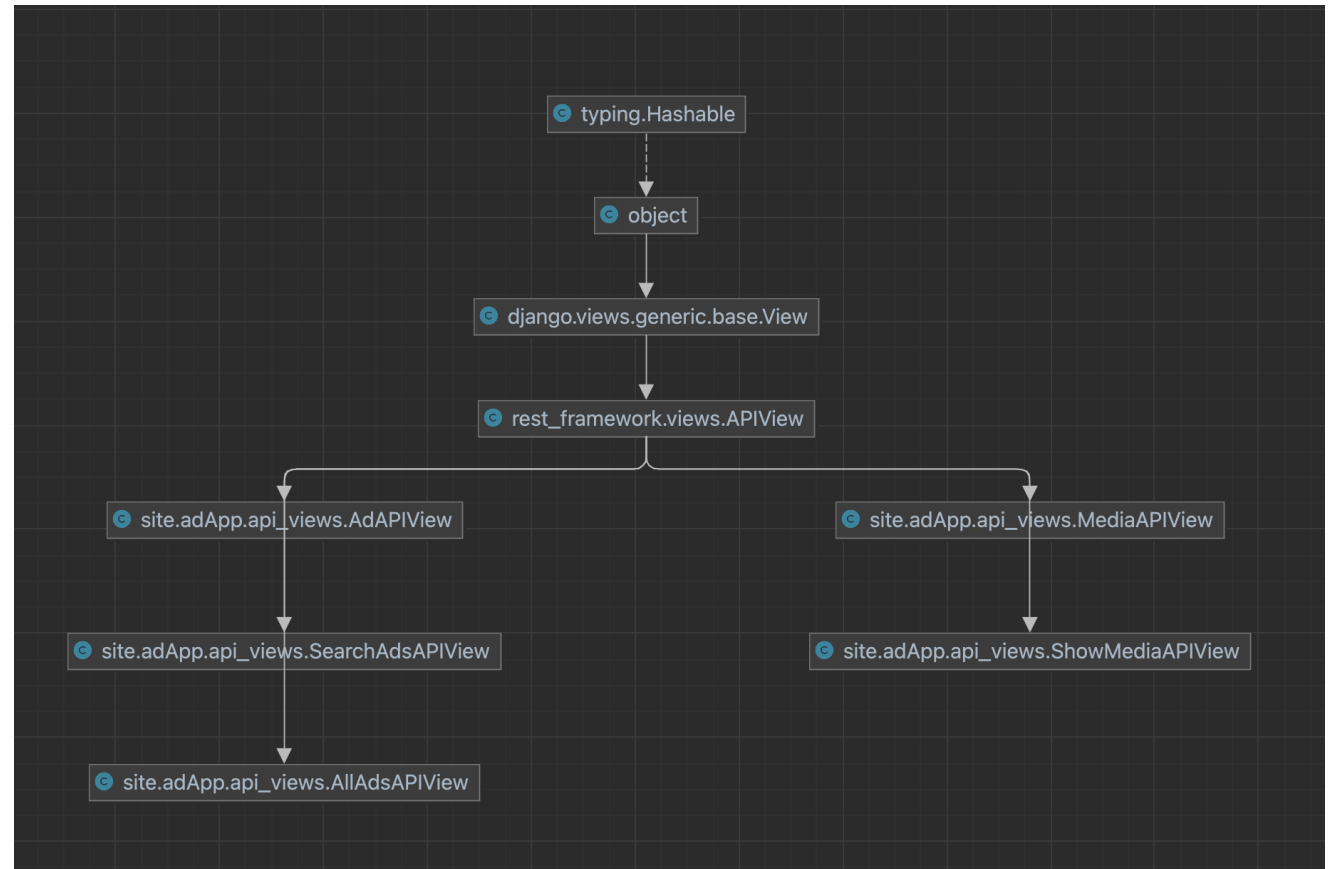 typing.Hashable
object
django.views.generic.base.View
rest_framework.views.APIView
site.adApp.api_views.AdAPIView
site.adApp.api_views.MediaAPIView
site.adApp.api_views.SearchAdsAPIView
site.adApp.api_views.ShowMediaAPIView
site.adApp.api_views.AllAdsAPIView